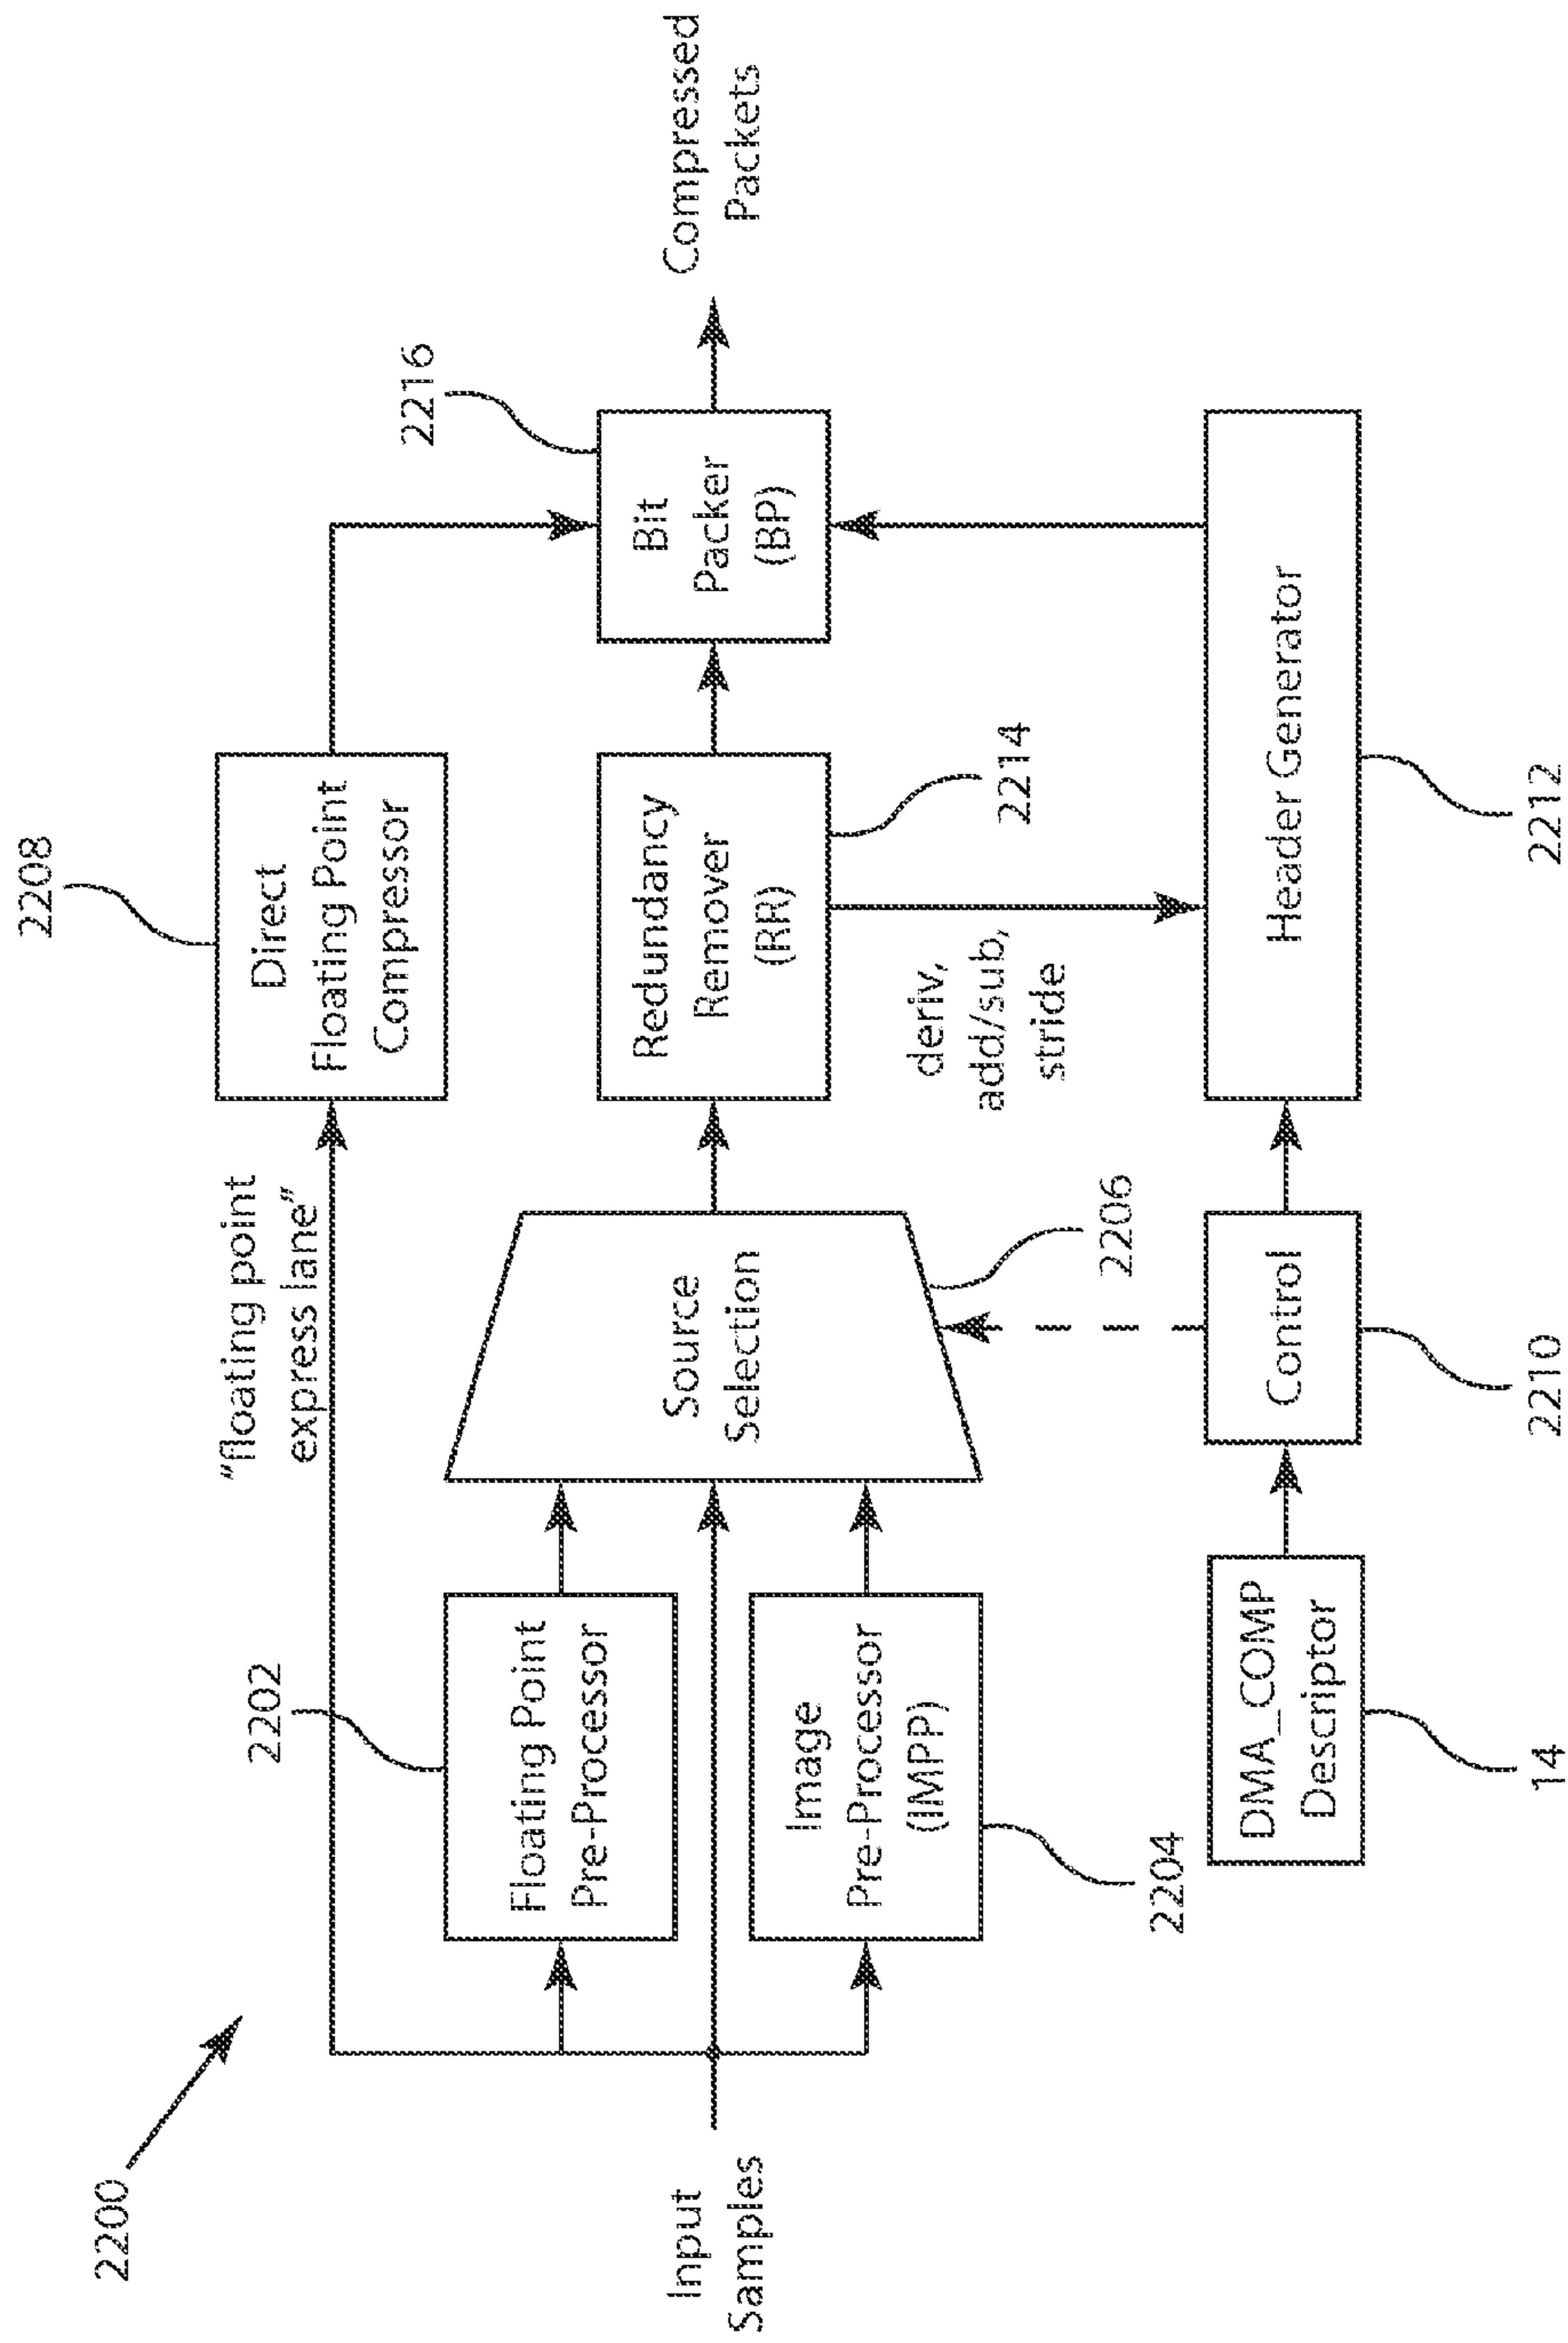 2200
2208
Direct
Floating Point
Compressor
"floating point
express lane"
2216
2202
Floating Point
Pre-Processor
Input
Samples
Source
Selection
Redundancy
Remover
(RR)
Bit
Packer
(BP)
Compressed
Packets
Image
Pre-Processor
(IMPP)
2204
2206
deriv,
add/sub,
stride
2214
DMA_COMP
Descriptor
Control
Header Generator
14
2210
2212